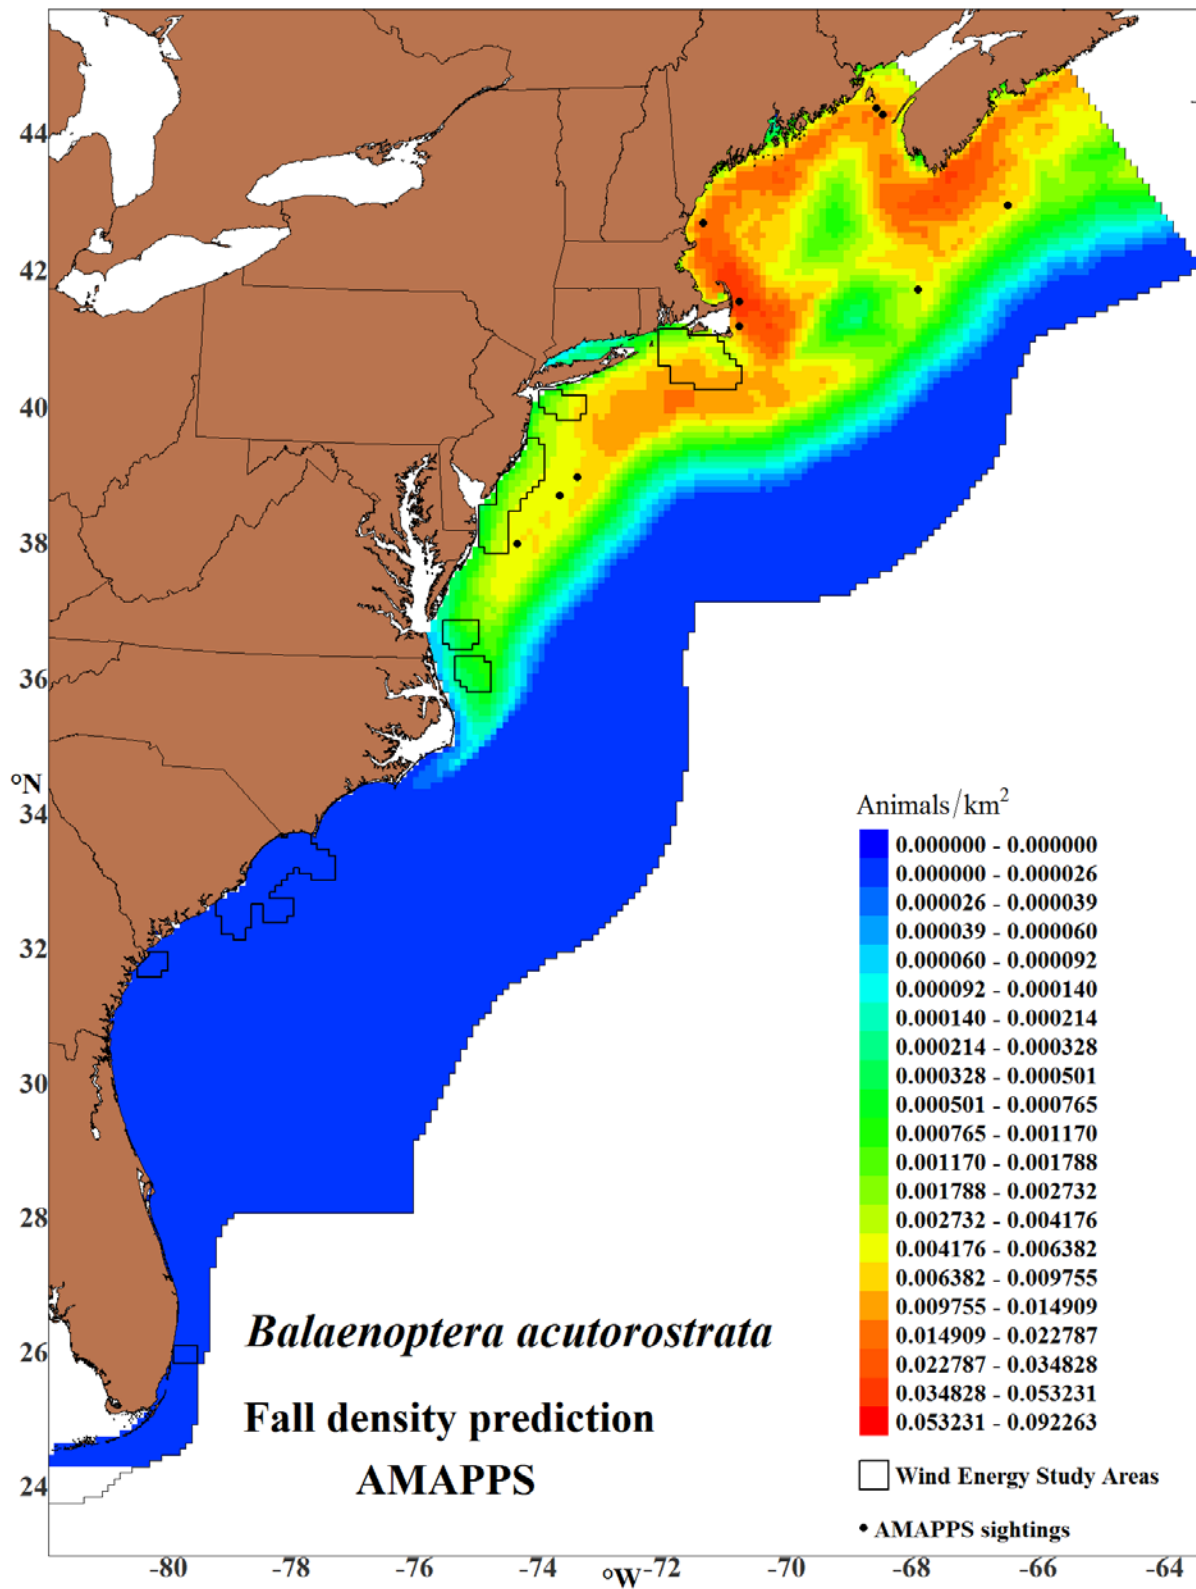 44
42
40
38
36
°N
34
32
30
28
26
24
Animals/km²
0.000000 - 0.000000
0.000000 - 0.000026
0.000026 - 0.000039
0.000039 - 0.000060
0.000060 - 0.000092
0.000092 - 0.000140
0.000140 - 0.000214
0.000214 - 0.000328
0.000328 - 0.000501
0.000501 - 0.000765
0.000765 - 0.001170
0.001170 - 0.001788
0.001788 - 0.002732
0.002732 - 0.004176
0.004176 - 0.006382
0.006382 - 0.009755
0.009755 - 0.014909
0.014909 - 0.022787
0.022787 - 0.034828
0.034828 - 0.053231
0.053231 - 0.092263
Wind Energy Study Areas
AMAPPS sightings
Balaenoptera acutorostrata
Fall density prediction
AMAPPS
-80 -78 -76 -74 °W -72 -70 -68 -66 -64